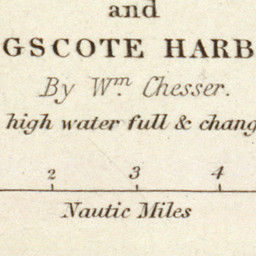 and
GSCOTE HARB
By Wm. Chesser.
high water full & chang
2 3 4
Nautic Miles